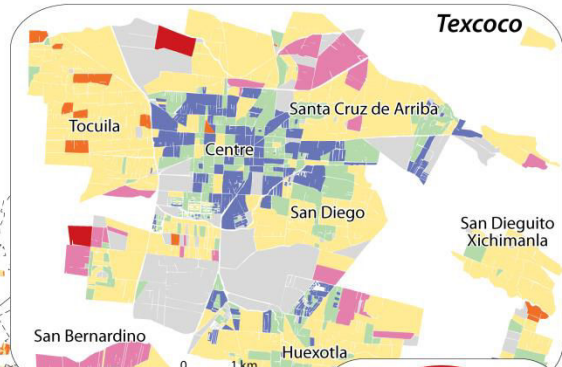 Texcoco
Santa Cruz de Arriba
Tocuila
Centre
San Diego
San Dieguito
Xichimanla
San Bernardino
Huexotla
0 1 km